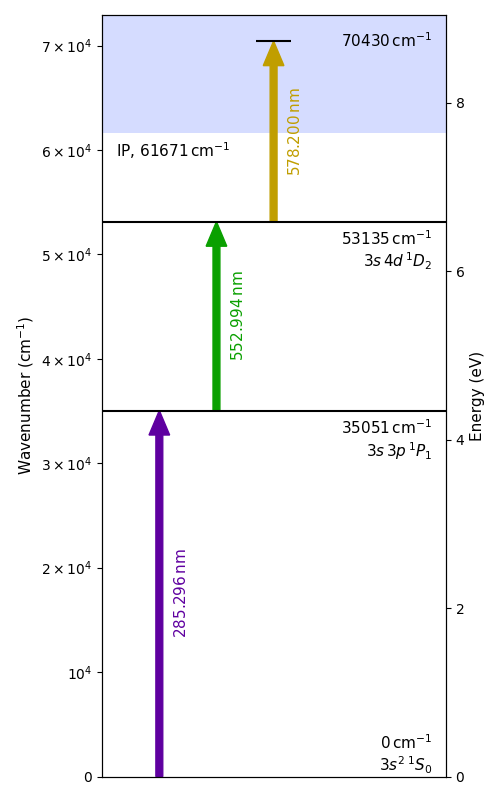 7 × 10⁴
6 × 10⁴
5 × 10⁴
4 × 10⁴
3 × 10⁴
2 × 10⁴
10⁴
0
Wavenumber (cm⁻¹)
70430 cm⁻¹
578.200 nm
IP, 61671 cm⁻¹
53135 cm⁻¹
3s 4d ¹D₂
552.994 nm
35051 cm⁻¹
3s 3p ¹P₁
285.296 nm
0 cm⁻¹
3s² ¹S₀
8
6
4
2
0
Energy (eV)